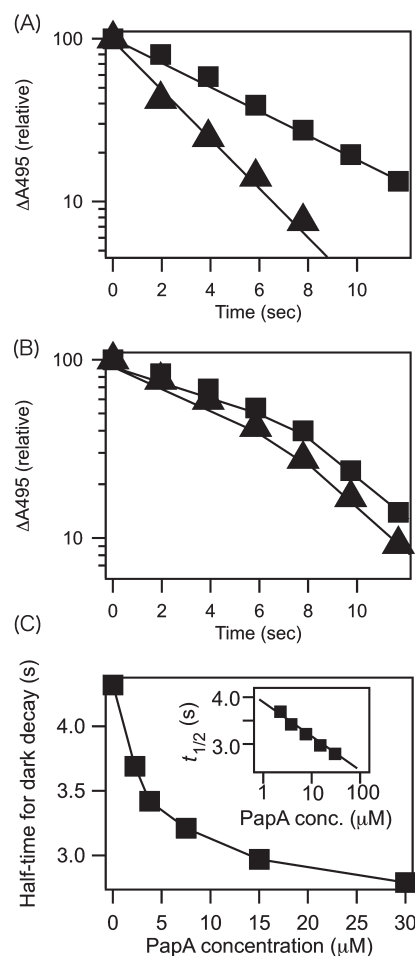 (A)
100
10
ΔA495 (relative)
0 2 4 6 8 10
Time (sec)
(B)
100
10
ΔA495 (relative)
0 2 4 6 8 10
Time (sec)
(C)
Half-time for dark decay (s)
4.0
3.5
3.0
t1/2 (s)
4.0
3.0
1 10 100
PapA conc. (μM)
0 5 10 15 20 25 30
PapA concentration (μM)